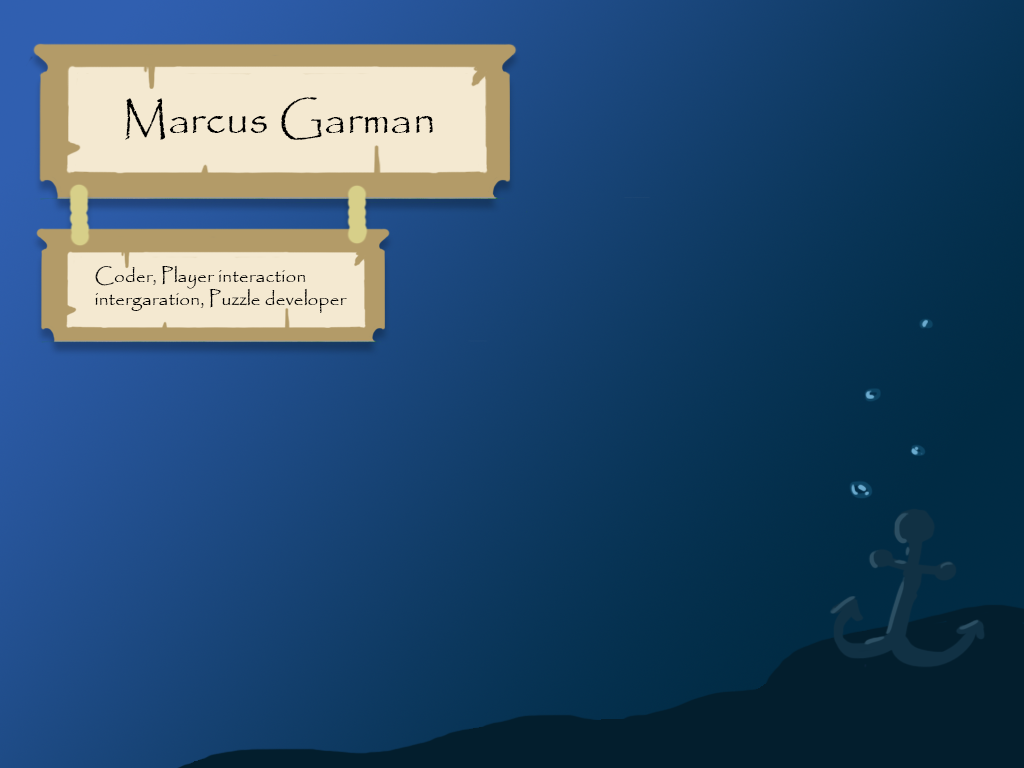 Marcus Garman
Coder, Player interaction
intergaration, Puzzle developer